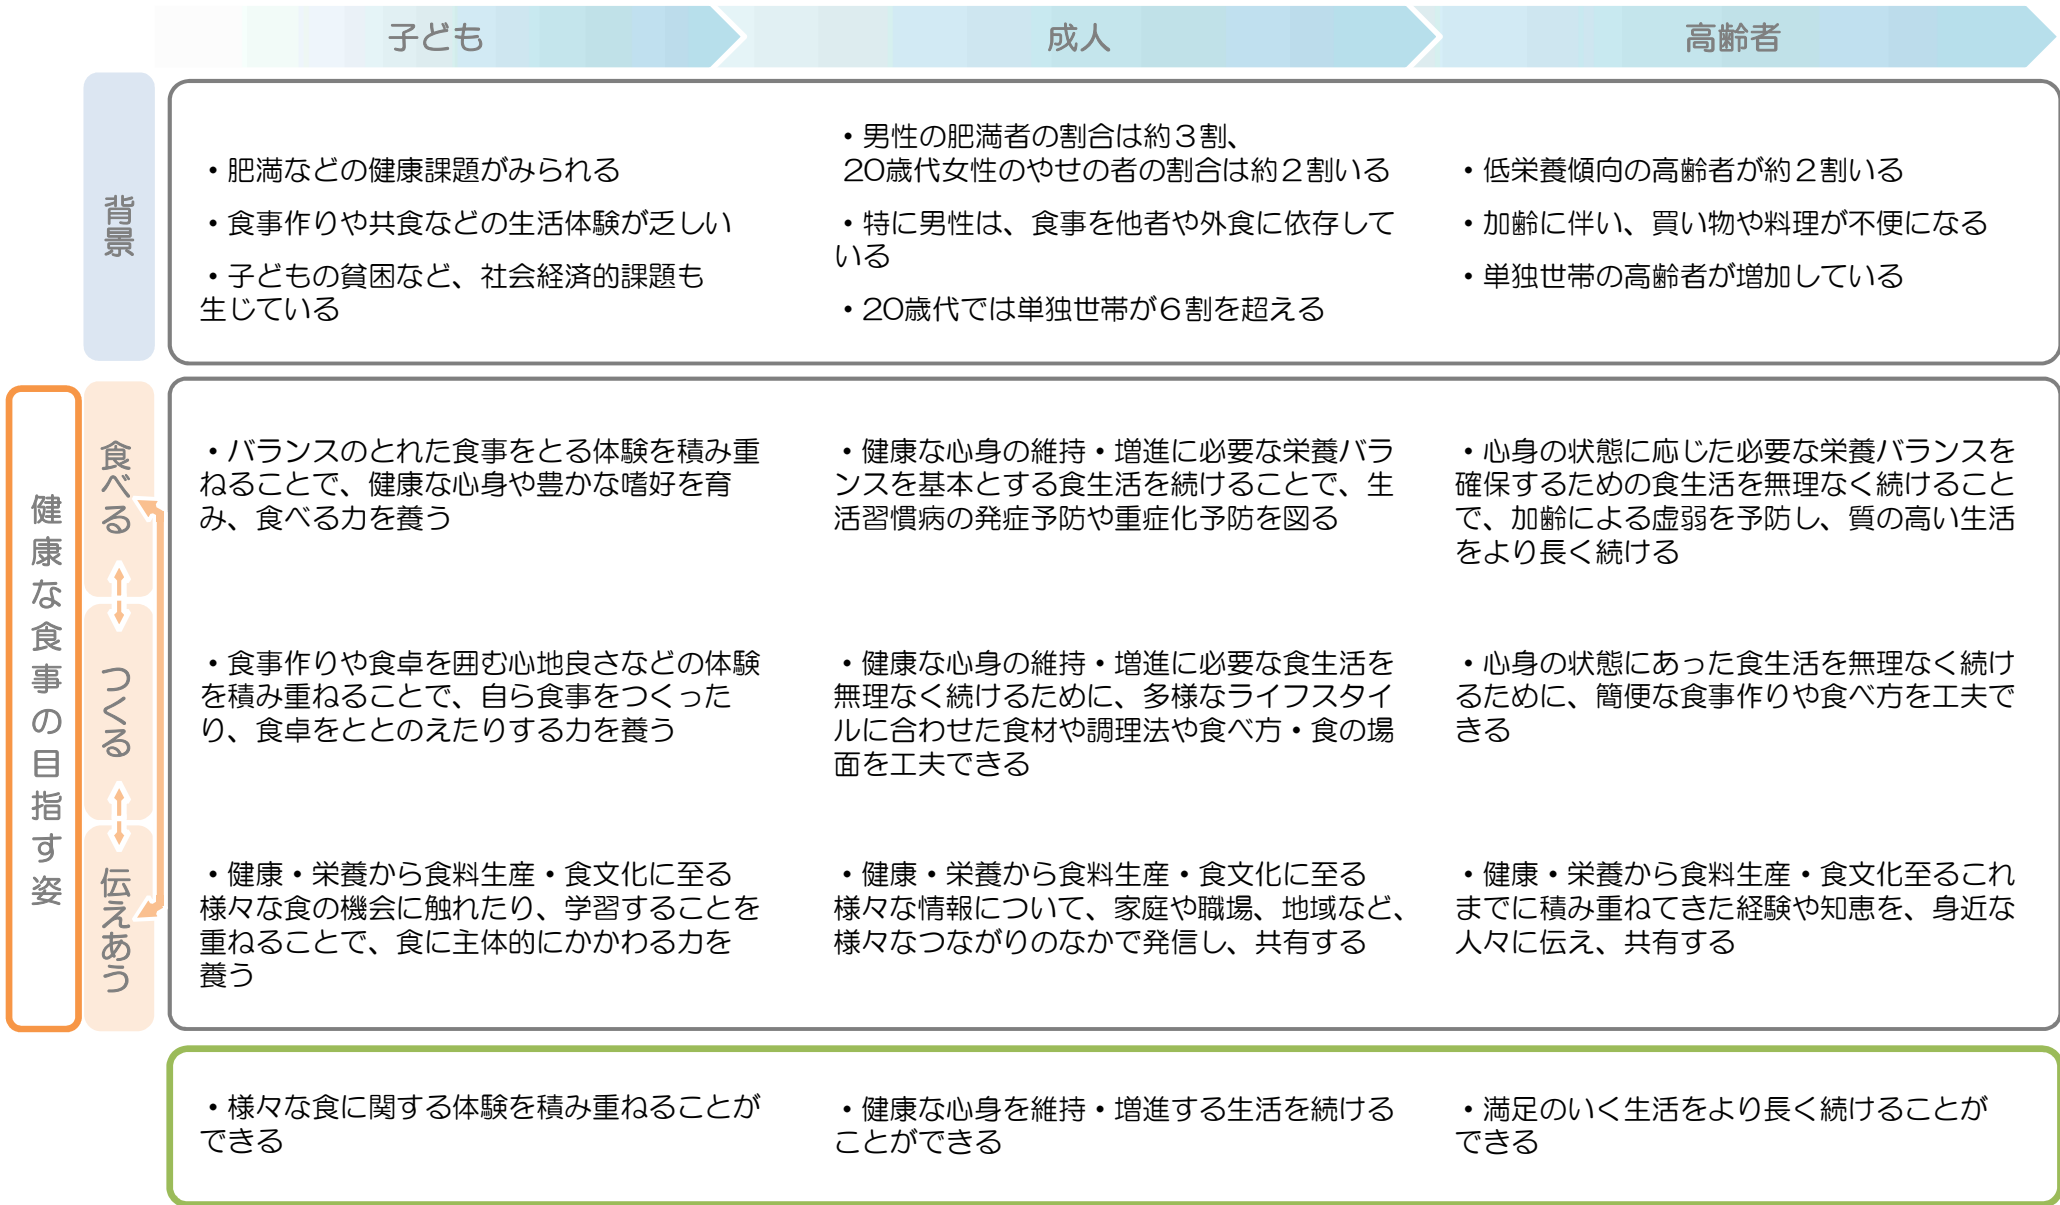 子ども
成人
高齢者
背景
・肥満などの健康課題がみられる
・食事作りや共食などの生活体験が乏しい
・子どもの貧困など、社会経済的課題も
生じている
・男性の肥満者の割合は約３割、
20歳代女性のやせの者の割合は約２割いる
・特に男性は、食事を他者や外食に依存して
いる
・20歳代では単独世帯が６割を超える
・低栄養傾向の高齢者が約２割いる
・加齢に伴い、買い物や料理が不便になる
・単独世帯の高齢者が増加している
健康な食事の目指す姿
食べる
・バランスのとれた食事をとる体験を積み重
ねることで、健康な心身や豊かな嗜好を育
み、食べる力を養う
・健康な心身の維持・増進に必要な栄養バラ
ンスを基本とする食生活を続けることで、生
活習慣病の発症予防や重症化予防を図る
・心身の状態に応じた必要な栄養バランスを
確保するための食生活を無理なく続けること
で、加齢による虚弱を予防し、質の高い生活
をより長く続ける
つくる
・食事作りや食卓を囲む心地良さなどの体験
を積み重ねることで、自ら食事をつくった
り、食卓をととのえたりする力を養う
・健康な心身の維持・増進に必要な食生活を
無理なく続けるために、多様なライフスタイ
ルに合わせた食材や調理法や食べ方・食の場
面を工夫できる
・心身の状態にあった食生活を無理なく続け
るために、簡便な食事作りや食べ方を工夫で
きる
伝えあう
・健康・栄養から食料生産・食文化に至る
様々な食の機会に触れたり、学習することを
重ねることで、食に主体的にかかわる力を
養う
・健康・栄養から食料生産・食文化に至る
様々な情報について、家庭や職場、地域など、
様々なつながりのなかで発信し、共有する
・健康・栄養から食料生産・食文化至るこれ
までに積み重ねてきた経験や知恵を、身近な
人々に伝え、共有する
・様々な食に関する体験を積み重ねることが
できる
・健康な心身を維持・増進する生活を続ける
ことができる
・満足のいく生活をより長く続けることが
できる